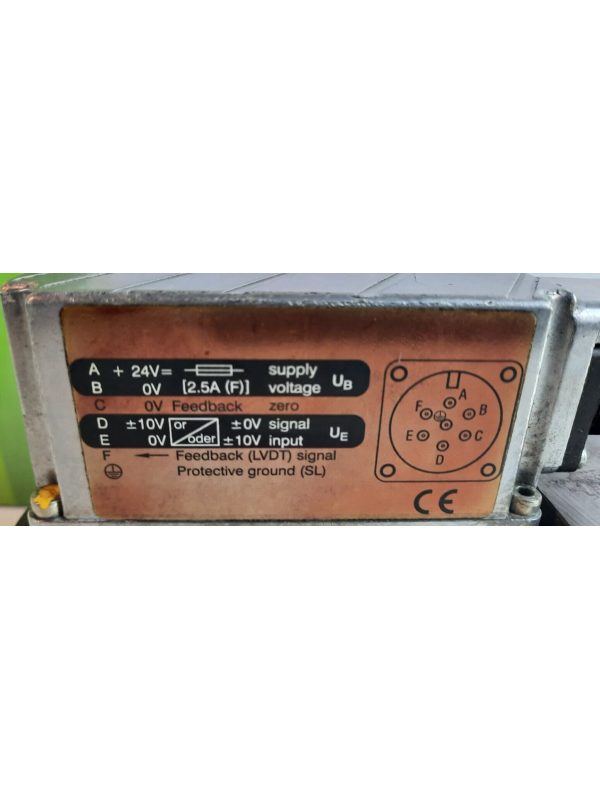 A + 24V= supply
B 0V [2.5A (F)] voltage UB
C 0V Feedback zero
D ±10V or ±0V signal
E 0V oder ±10V input UE
F ← Feedback (LVDT) signal
Protective ground (SL)
A
F B
E C
D
CE